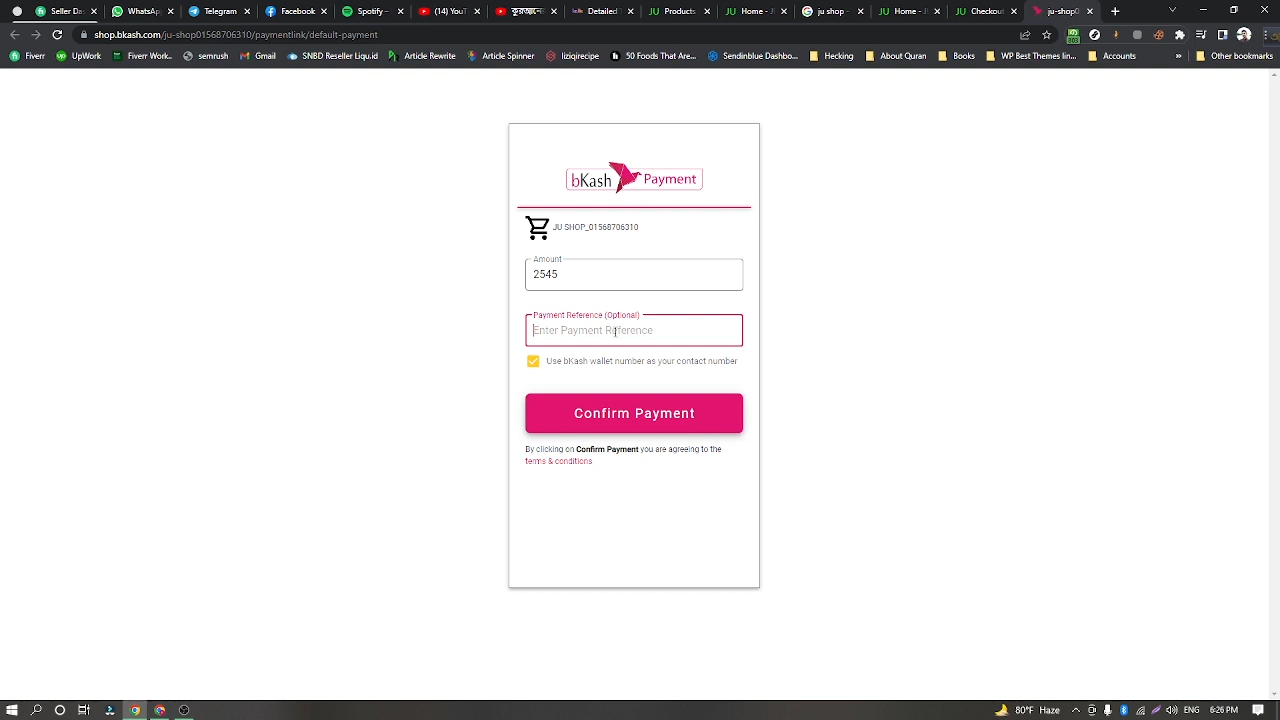 Seller Das
WhatsApp
Telegram
Facebook
Spotify –
(14) YouT
Detailed
Products
Home –
ju shop
Home –
Checkout
ju-shop0
shop.bkash.com/ju-shop01568706310/paymentlink/default-payment
Fiverr
UpWork
Fiverr Work..
SNBD Reseller Liq.id
semrush
Gmail
Article Rewrite
Article Spinner
liziqirecipe
50 Foods That Are...
Sendinblue Dashbo...
Hecking
About Quran
Books
WP Best Themes lin...
Accounts
»
Other bookmarks
bKash Payment
JU SHOP_01568706310
Amount
2545
Payment Reference (Optional)
Enter Payment Reference
Use bKash wallet number as your contact number
Confirm Payment
By clicking on Confirm Payment you are agreeing to the
terms & conditions
80°F Haze
ENG
6:26 PM